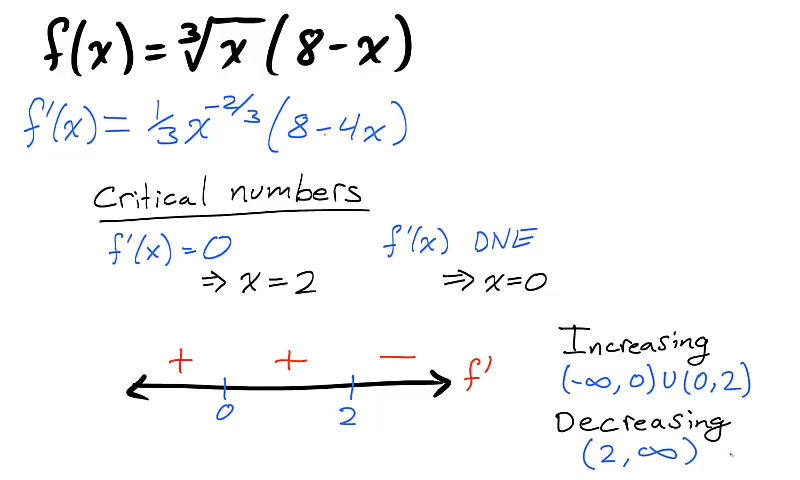 f(x) = ∛x (8-x)
f'(x) = 1/3 x^-2/3 (8-4x)
Critical numbers
f'(x) = 0 f'(x) DNE
⇒ x = 2 ⇒ x=0
+ + − f'
0 2
Increasing
(-∞, 0) U (0, 2)
Decreasing
(2, ∞)